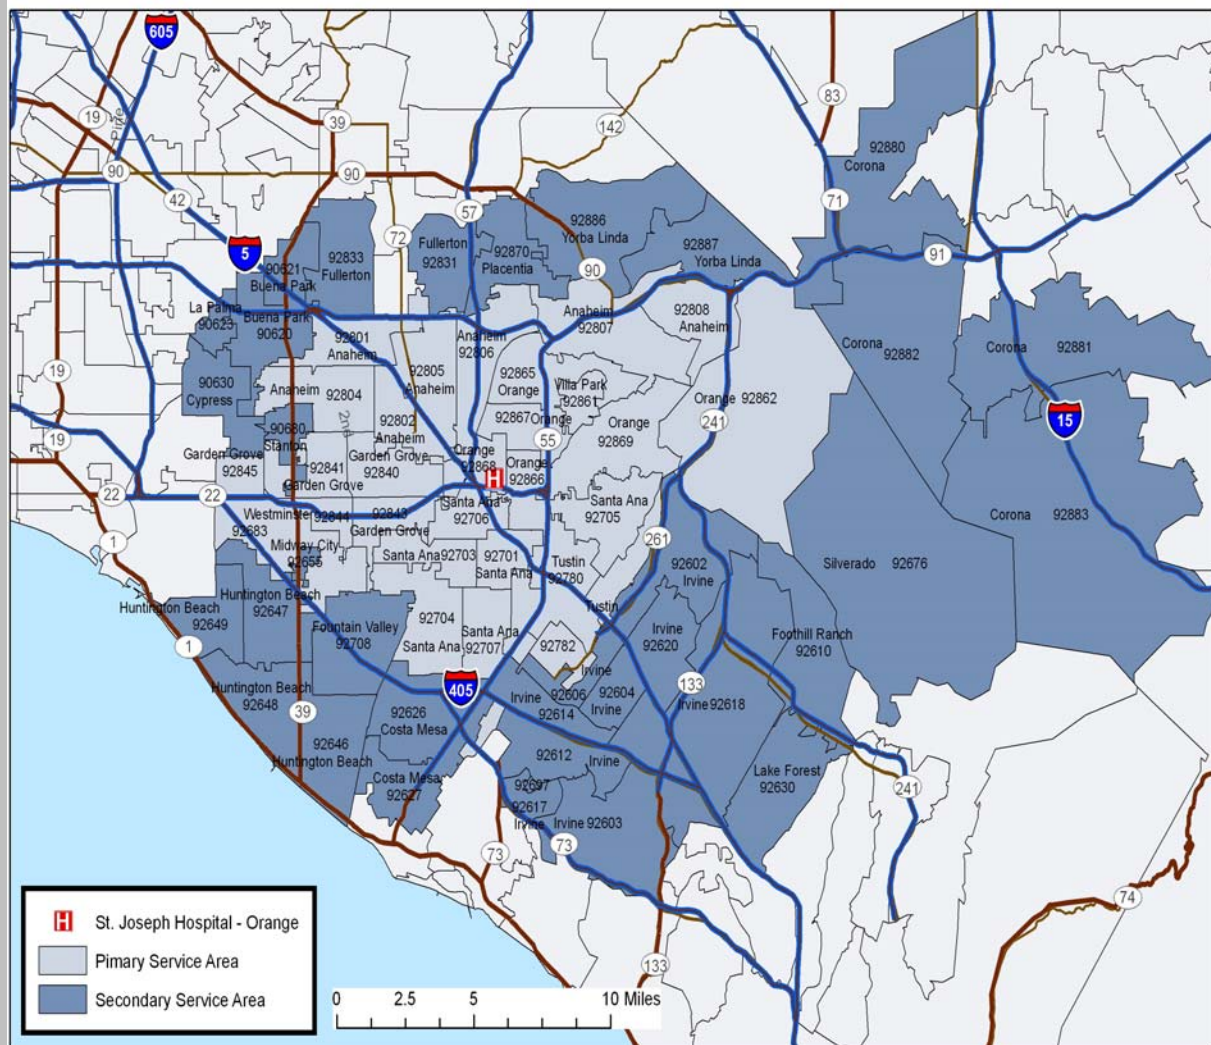 605
19
Pine
39
83
142
92880
Corona
90
90
42
71
57
5
72
92886
Yorba Linda
92833
Fullerton
Fullerton
92831
92870
Placentia
92887
Yorba Linda
91
90621
Buena Park
90
La Palma
90623
Buena Park
90620
92801
Anaheim
Anaheim
92806
Anaheim
92807
92808
Anaheim
Corona
92882
Corona
92881
19
90630
Cypress
Anaheim
92804
92805
Anaheim
92865
Orange
Villa Park
92861
Orange
92862
241
15
2nd
92802
Anaheim
92867
Orange
Orange
92869
55
19
90680
Stanton
Garden Grove
92845
92841
Garden Grove
Garden Grove
92840
Orange
92868
H
Orange
92866
22
22
Westminster
92683
92844
92843
Garden Grove
Santa Ana
92706
Santa Ana
92705
Corona
92883
1
Midway City
92655
Santa Ana
92703
92701
Santa Ana
Tustin
92780
261
92602
Irvine
Silverado
92676
Huntington Beach
92649
Huntington Beach
92647
Fountain Valley
92708
92704
Santa Ana
Santa Ana
92707
Tustin
92782
Irvine
92620
Foothill Ranch
92610
1
Huntington Beach
92648
39
405
Irvine
92606
92604
Irvine
Irvine
92614
133
Irvine
92618
92626
Costa Mesa
92646
Huntington Beach
92612
Irvine
Costa Mesa
92627
92697
92617
Irvine
Irvine
92603
Lake Forest
92630
241
73
73
74
133
H St. Joseph Hospital - Orange
Pimary Service Area
Secondary Service Area
0 2.5 5 10 Miles